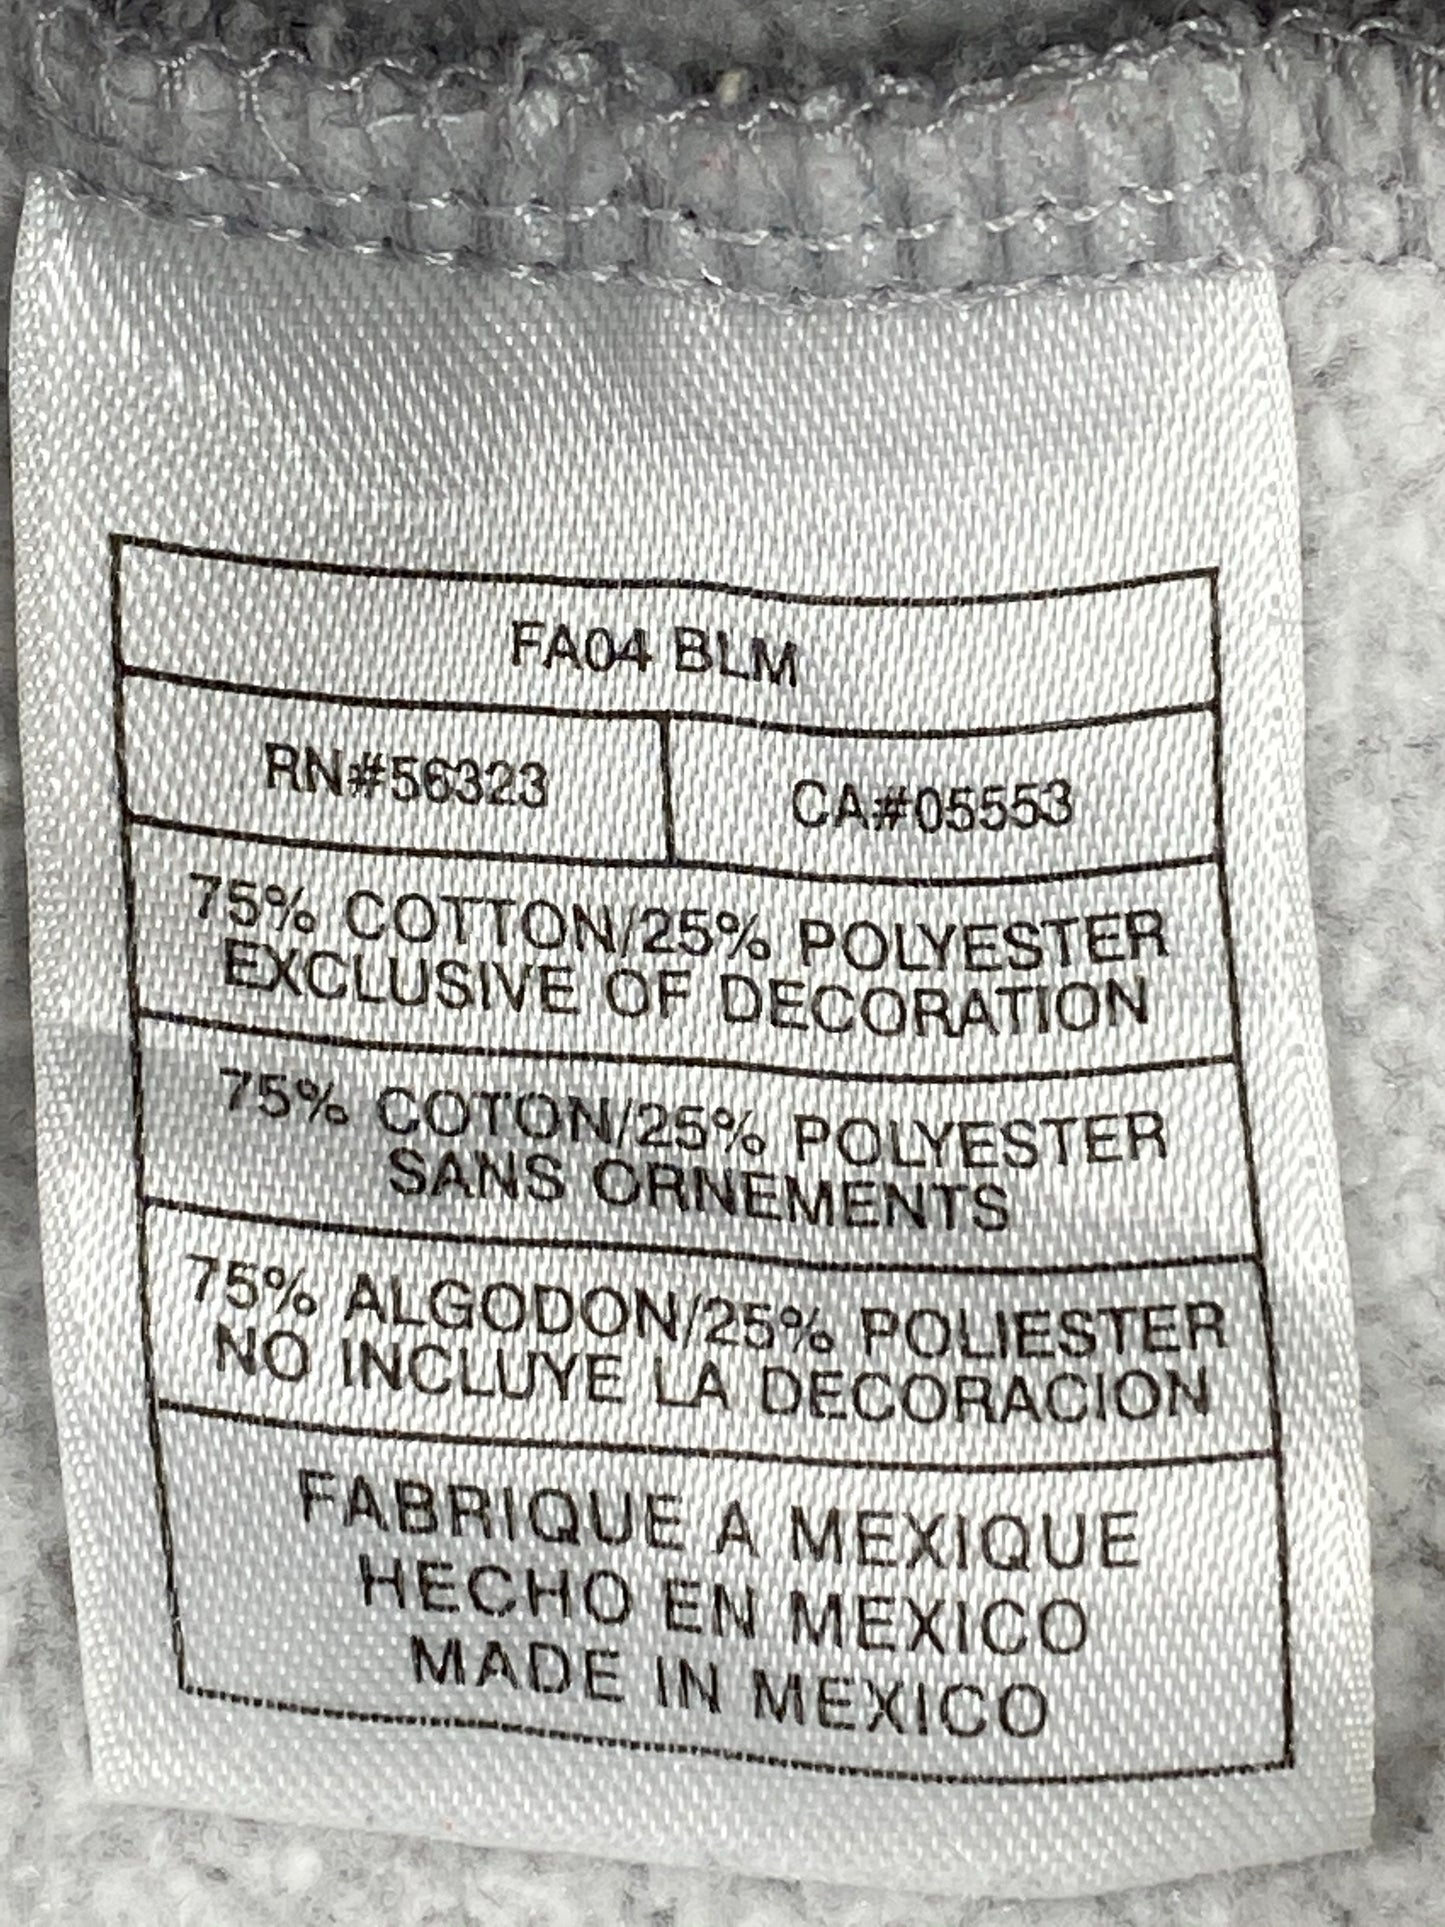 FA04 BLM
RN#56323 CA#05553
75% COTTON/25% POLYESTER
EXCLUSIVE OF DECORATION
75% COTON/25% POLYESTER
SANS ORNEMENTS
75% ALGODON/25% POLIESTER
NO INCLUYE LA DECORACION
FABRIQUE A MEXIQUE
HECHO EN MEXICO
MADE IN MEXICO